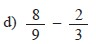 d) 8/9 - 2/3